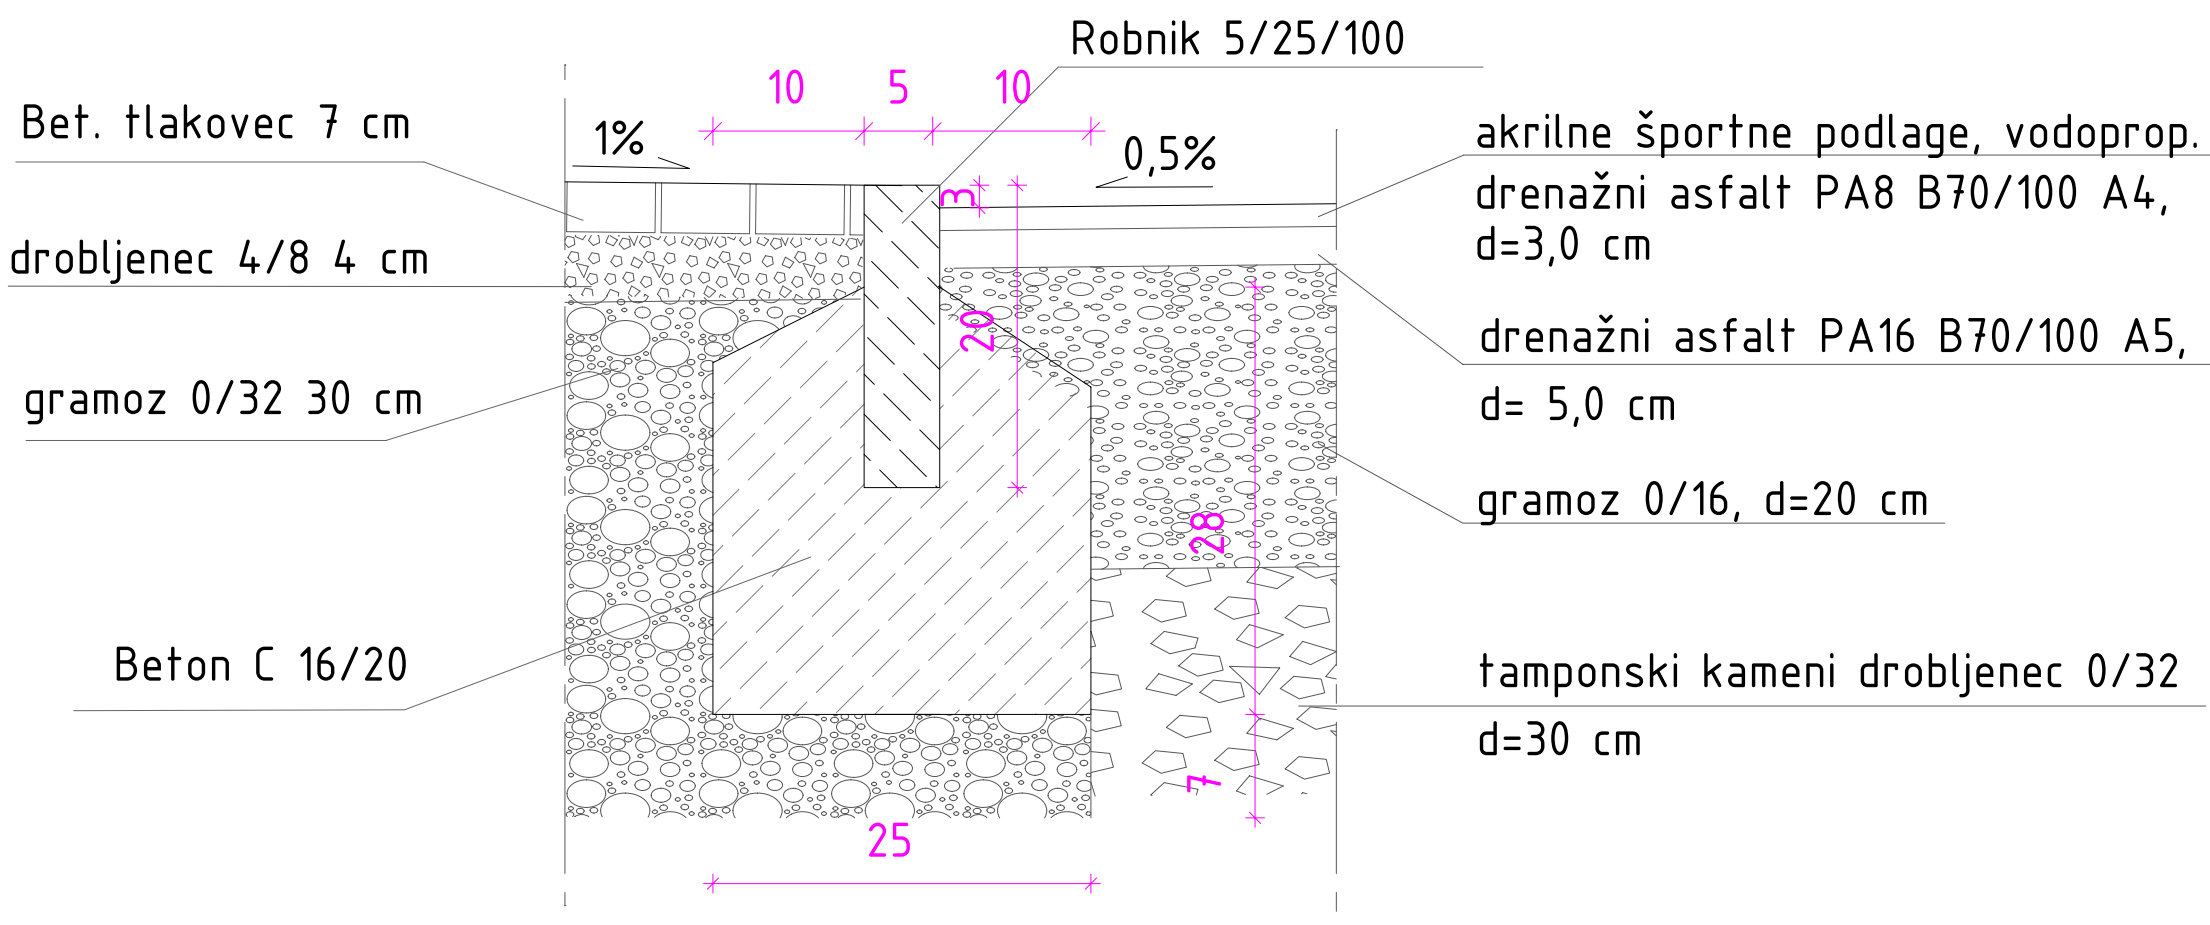 Robnik 5/25/100
10
5
10
Bet. tlakovec 7 cm
1%
0,5%
akrilne športne podlage, vodoprop.
drenažni asfalt PA8 B70/100 A4,
d=3,0 cm
3
drobljenec 4/8 4 cm
20
drenažni asfalt PA16 B70/100 A5,
d= 5,0 cm
gramoz 0/32 30 cm
gramoz 0/16, d=20 cm
28
Beton C 16/20
tamponski kameni drobljenec 0/32
d=30 cm
7
25